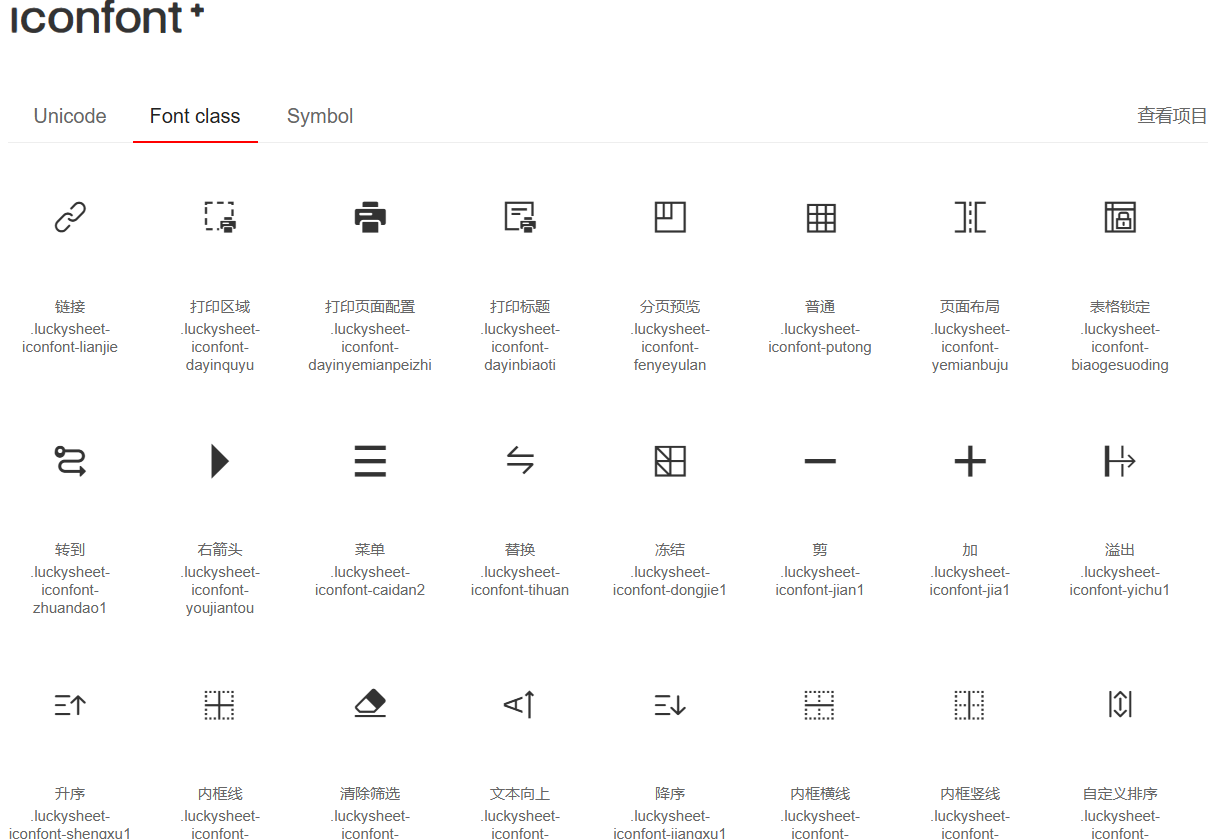 iconfont+
Unicode Font class Symbol 查看项目
链接 打印区域 打印页面配置 打印标题 分页预览 普通 页面布局 表格锁定
.luckysheet- .luckysheet- .luckysheet- .luckysheet- .luckysheet- .luckysheet- .luckysheet- .luckysheet-
iconfont-lianjie iconfont- iconfont- iconfont- iconfont- iconfont-putong iconfont- iconfont-
dayinquyu dayinyemianpeizhi dayinbiaoti fenyeyulan yemianbuju biaogesuoding
转到 右箭头 菜单 替换 冻结 剪 加 溢出
.luckysheet- .luckysheet- .luckysheet- .luckysheet- .luckysheet- .luckysheet- .luckysheet- .luckysheet-
iconfont- iconfont- iconfont-caidan2 iconfont-tihuan iconfont-dongjie1 iconfont-jian1 iconfont-jia1 iconfont-yichu1
zhuandao1 youjiantou
升序 内框线 清除筛选 文本向上 降序 内框横线 内框竖线 自定义排序
.luckysheet- .luckysheet- .luckysheet- .luckysheet- .luckysheet- .luckysheet- .luckysheet- .luckysheet-
iconfont-shengxu1 iconfont- iconfont- iconfont- iconfont-jiangxu1 iconfont- iconfont- iconfont-